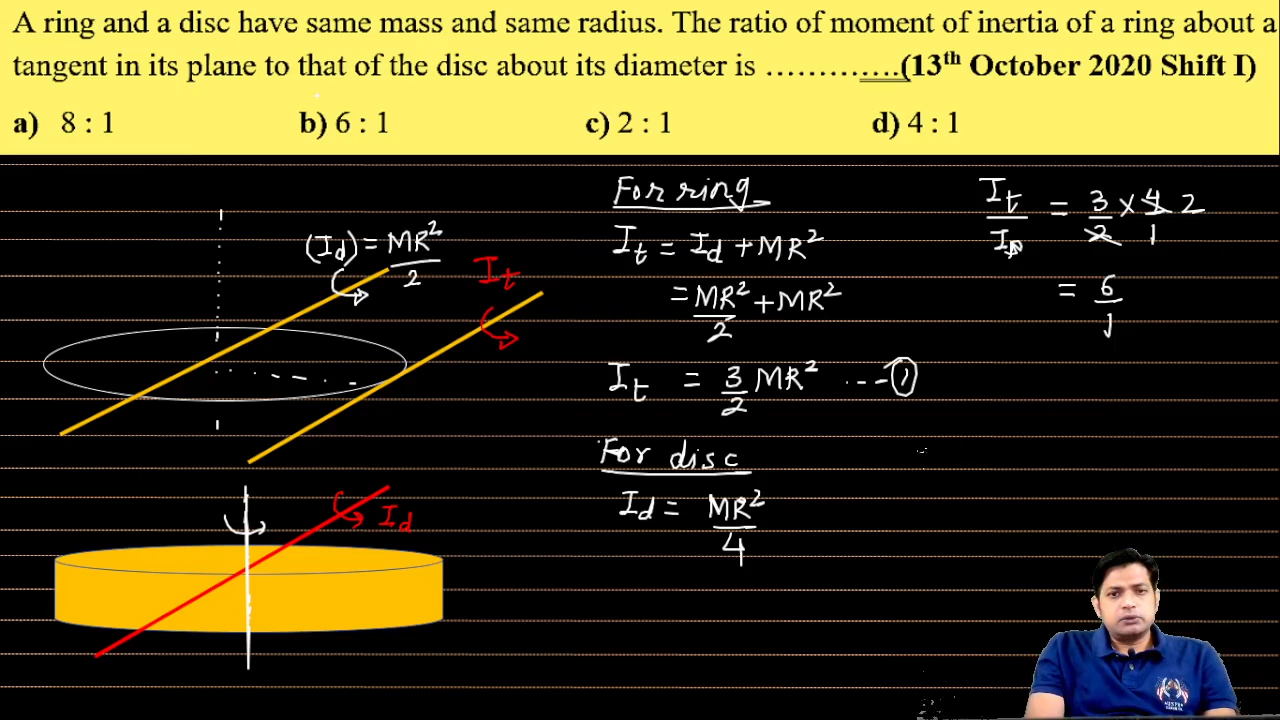 A ring and a disc have same mass and same radius. The ratio of moment of inertia of a ring about a
tangent in its plane to that of the disc about its diameter is ………….(13th October 2020 Shift I)
a) 8 : 1 b) 6 : 1 c) 2 : 1 d) 4 : 1
(Id) = MR²/2
It
Id
For ring
It = Id + MR²
= MR²/2 + MR²
It = 3/2 MR² ---①
For disc
Id = MR²/4
It/ID = 3/2 × 4/1 2
= 6/1